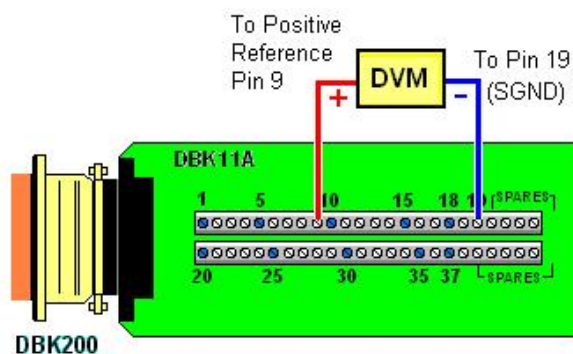 To Positive
Reference
Pin 9
DVM
+
-
To Pin 19
(SGND)
DBK11A
1 5 10 15 18 19 SPARES
20 25 30 35 37 SPARES
DBK200